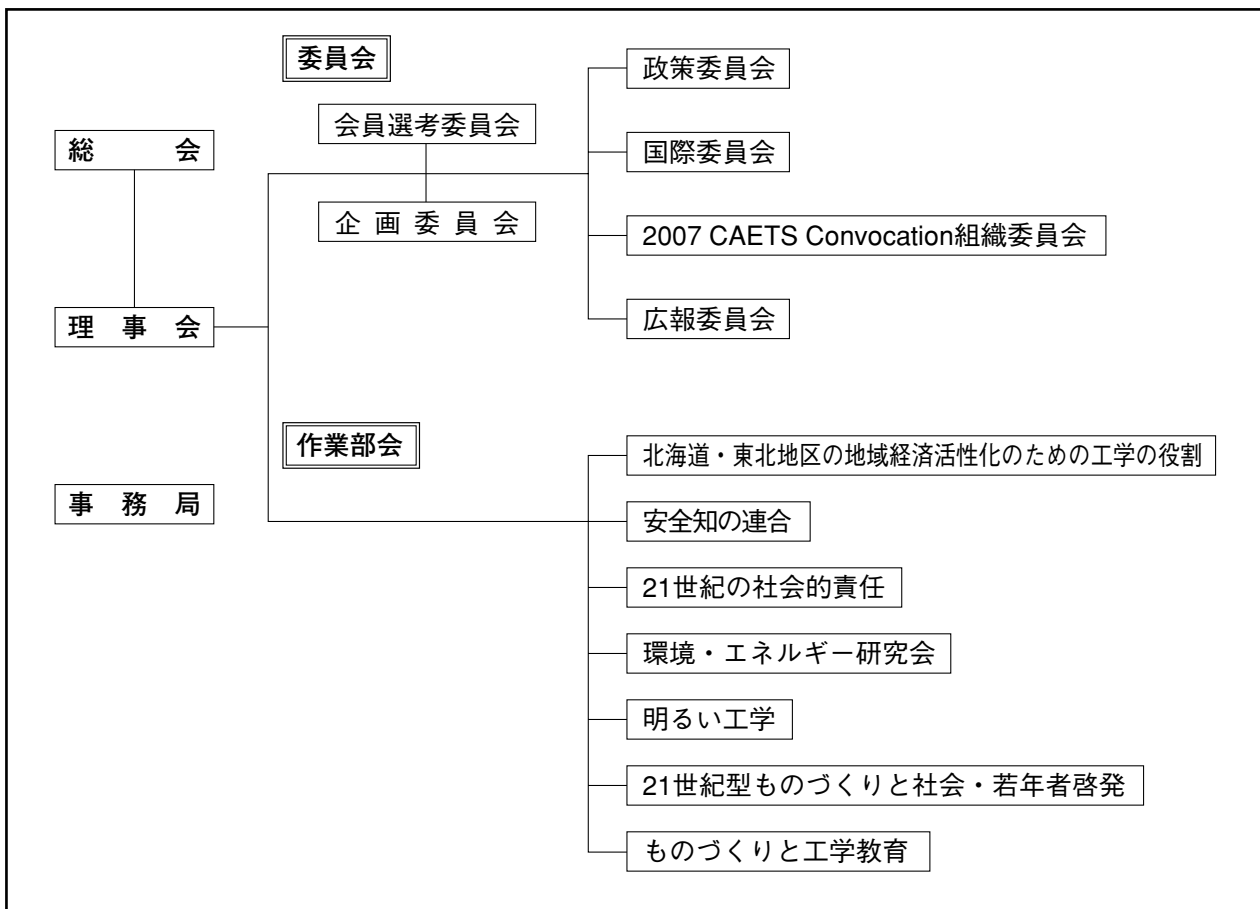 委員会
政策委員会
会員選考委員会
総会
国際委員会
企画委員会
2007 CAETS Convocation組織委員会
理事会
広報委員会
作業部会
北海道・東北地区の地域経済活性化のための工学の役割
事務局
安全知の連合
21世紀の社会的責任
環境・エネルギー研究会
明るい工学
21世紀型ものづくりと社会・若年者啓発
ものづくりと工学教育